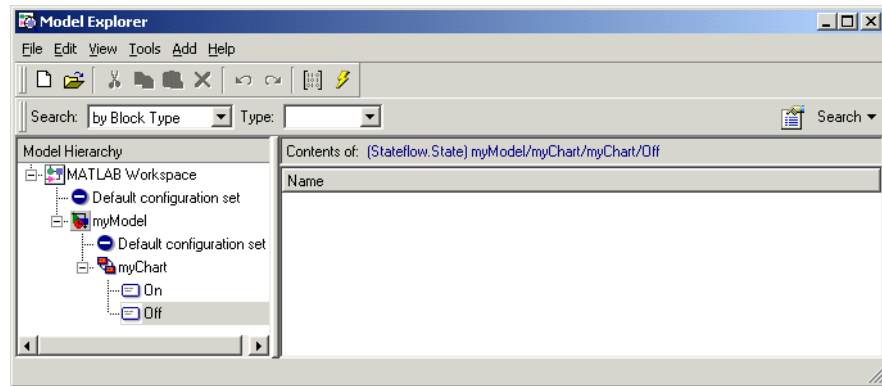 Model Explorer
File Edit View Tools Add Help
Search: by Block Type Type: Search
Model Hierarchy
Contents of: (Stateflow.State) myModel/myChart/myChart/Off
MATLAB Workspace
Name
Default configuration set
myModel
Default configuration set
myChart
On
Off